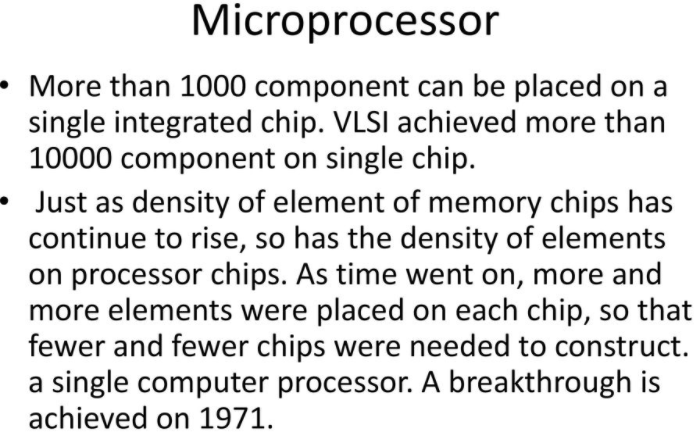 Microprocessor
• More than 1000 component can be placed on a
single integrated chip. VLSI achieved more than
10000 component on single chip.
• Just as density of element of memory chips has
continue to rise, so has the density of elements
on processor chips. As time went on, more and
more elements were placed on each chip, so that
fewer and fewer chips were needed to construct.
a single computer processor. A breakthrough is
achieved on 1971.